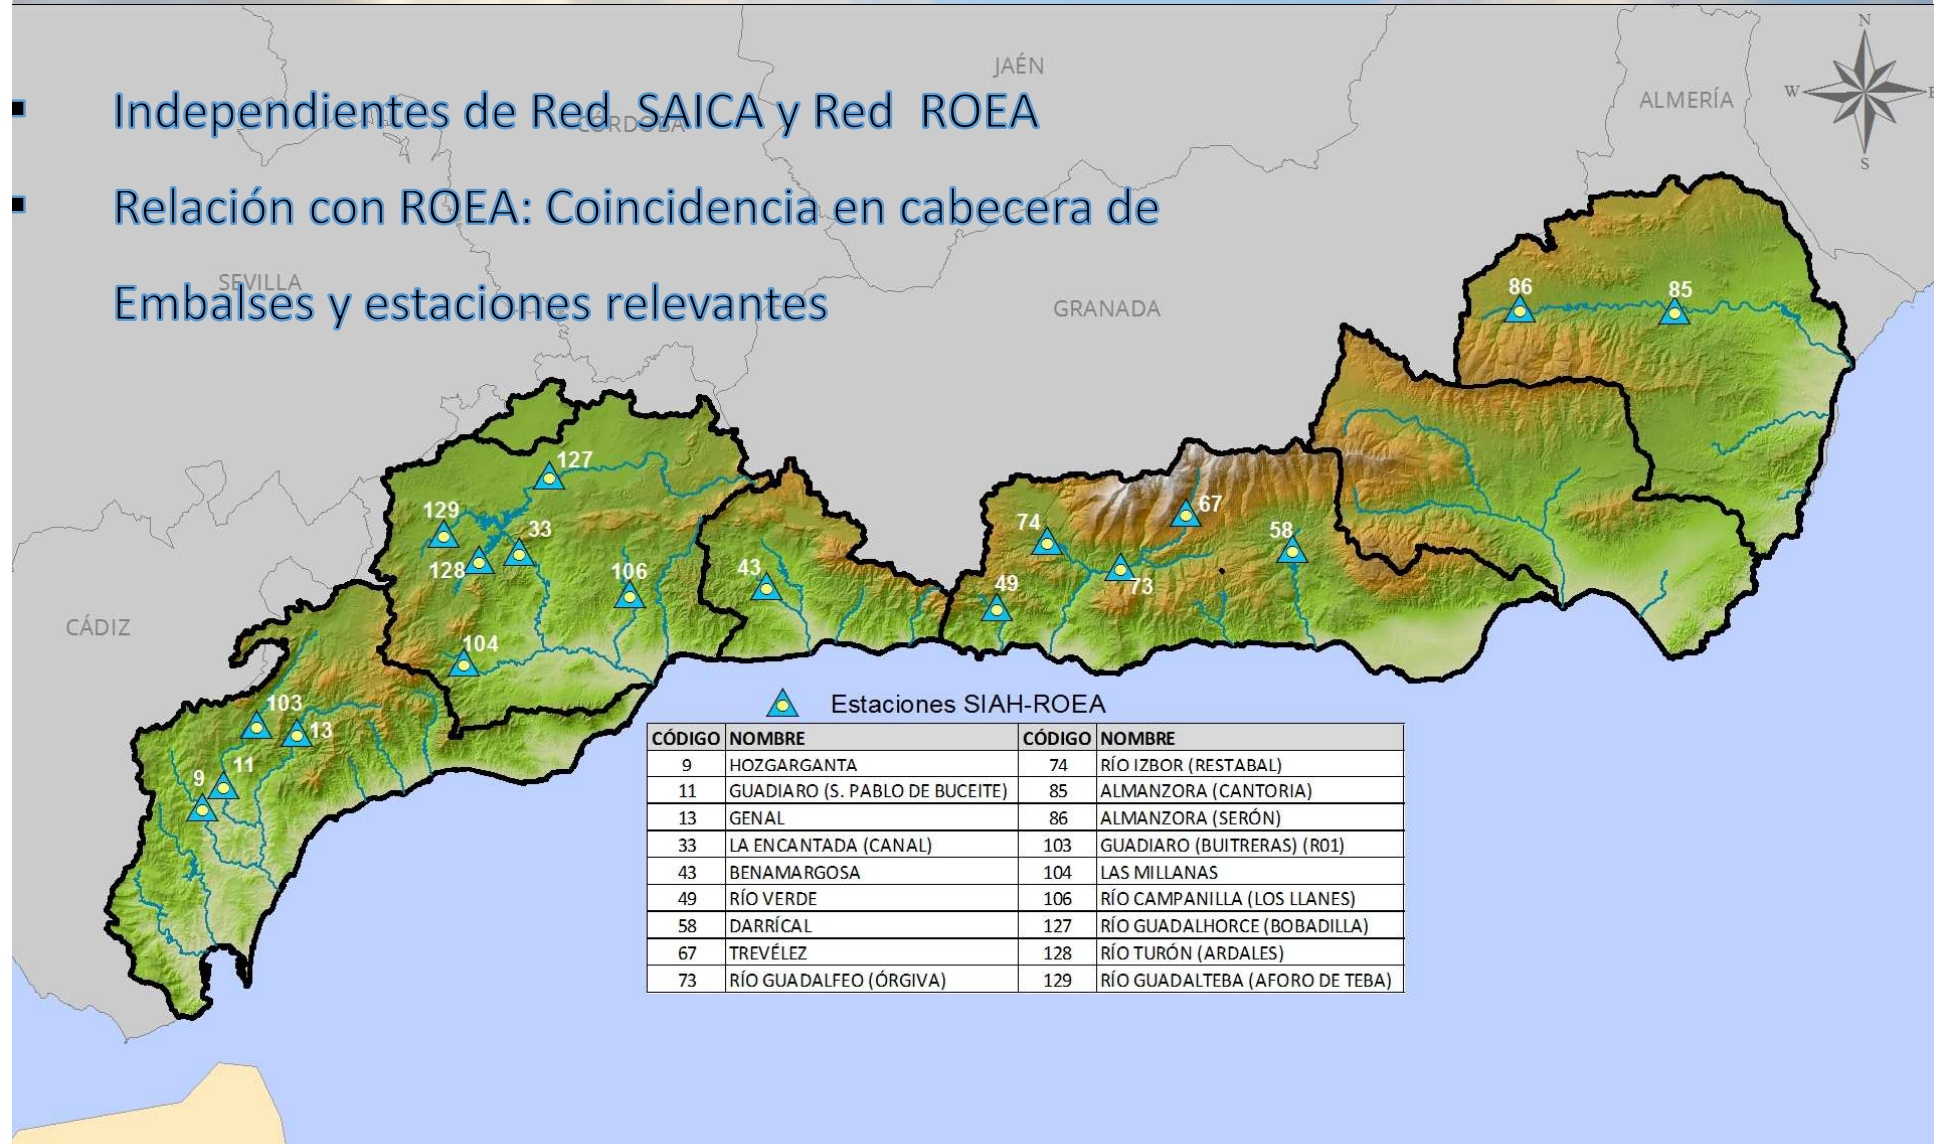 ▪ Independientes de Red SAICA y Red ROEA
▪ Relación con ROEA: Coincidencia en cabecera de
Embalses y estaciones relevantes
JAÉN
CÓRDOBA
ALMERÍA
SEVILLA
GRANADA
CÁDIZ
N
W E
S
86
85
127
129
33
128
106
104
43
74
67
58
73
49
103
13
11
9
Estaciones SIAH-ROEA
CÓDIGO NOMBRE CÓDIGO NOMBRE
9 HOZGARGANTA 74 RÍO IZBOR (RESTABAL)
11 GUADIARO (S. PABLO DE BUCEITE) 85 ALMANZORA (CANTORIA)
13 GENAL 86 ALMANZORA (SERÓN)
33 LA ENCANTADA (CANAL) 103 GUADIARO (BUITRERAS) (R01)
43 BENAMARGOSA 104 LAS MILLANAS
49 RÍO VERDE 106 RÍO CAMPANILLA (LOS LLANES)
58 DARRÍCAL 127 RÍO GUADALHORCE (BOBADILLA)
67 TREVÉLEZ 128 RÍO TURÓN (ARDALES)
73 RÍO GUADALFEO (ÓRGIVA) 129 RÍO GUADALTEBA (AFORO DE TEBA)